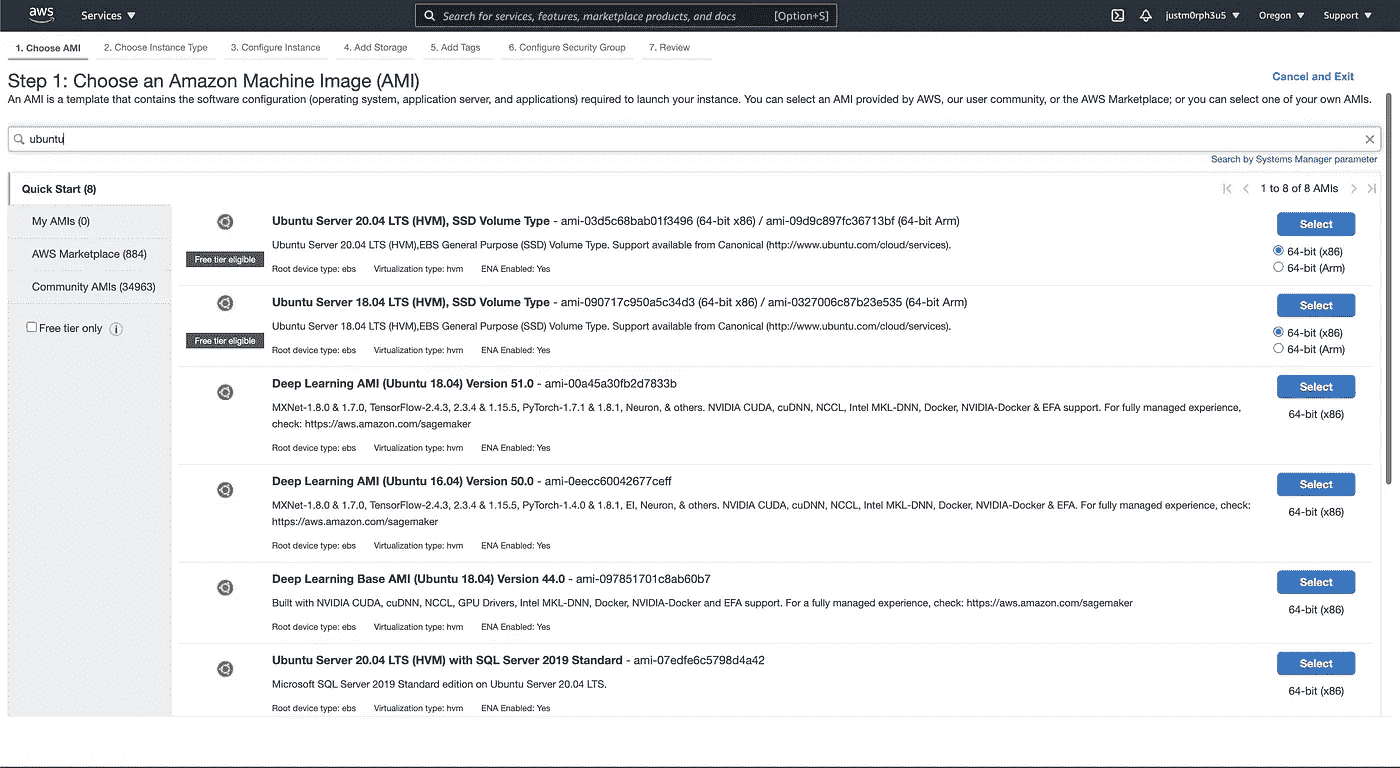 aws
Services
Search for services, features, marketplace products, and docs
[Option+S]
justm0rph3u5
Oregon
Support
1. Choose AMI
2. Choose Instance Type
3. Configure Instance
4. Add Storage
5. Add Tags
6. Configure Security Group
7. Review
Step 1: Choose an Amazon Machine Image (AMI)
Cancel and Exit
An AMI is a template that contains the software configuration (operating system, application server, and applications) required to launch your instance. You can select an AMI provided by AWS, our user community, or the AWS Marketplace; or you can select one of your own AMIs.
ubuntu
Search by Systems Manager parameter
Quick Start (8)
1 to 8 of 8 AMIs
My AMIs (0)
AWS Marketplace (884)
Community AMIs (34963)
Free tier only
Ubuntu Server 20.04 LTS (HVM), SSD Volume Type - ami-03d5c68bab01f3496 (64-bit x86) / ami-09d9c897fc36713bf (64-bit Arm)
Free tier eligible
Ubuntu Server 20.04 LTS (HVM),EBS General Purpose (SSD) Volume Type. Support available from Canonical (http://www.ubuntu.com/cloud/services).
Root device type: ebs Virtualization type: hvm ENA Enabled: Yes
Select
64-bit (x86)
64-bit (Arm)
Ubuntu Server 18.04 LTS (HVM), SSD Volume Type - ami-090717c950a5c34d3 (64-bit x86) / ami-0327006c87b23e535 (64-bit Arm)
Free tier eligible
Ubuntu Server 18.04 LTS (HVM),EBS General Purpose (SSD) Volume Type. Support available from Canonical (http://www.ubuntu.com/cloud/services).
Root device type: ebs Virtualization type: hvm ENA Enabled: Yes
Select
64-bit (x86)
64-bit (Arm)
Deep Learning AMI (Ubuntu 18.04) Version 51.0 - ami-00a45a30fb2d7833b
MXNet-1.8.0 & 1.7.0, TensorFlow-2.4.3, 2.3.4 & 1.15.5, PyTorch-1.7.1 & 1.8.1, Neuron, & others. NVIDIA CUDA, cuDNN, NCCL, Intel MKL-DNN, Docker, NVIDIA-Docker & EFA support. For fully managed experience,
check: https://aws.amazon.com/sagemaker
Root device type: ebs Virtualization type: hvm ENA Enabled: Yes
Select
64-bit (x86)
Deep Learning AMI (Ubuntu 16.04) Version 50.0 - ami-0eecc60042677ceff
MXNet-1.8.0 & 1.7.0, TensorFlow-2.4.3, 2.3.4 & 1.15.5, PyTorch-1.4.0 & 1.8.1, EI, Neuron, & others. NVIDIA CUDA, cuDNN, NCCL, Intel MKL-DNN, Docker, NVIDIA-Docker & EFA. For fully managed experience, check:
https://aws.amazon.com/sagemaker
Root device type: ebs Virtualization type: hvm ENA Enabled: Yes
Select
64-bit (x86)
Deep Learning Base AMI (Ubuntu 18.04) Version 44.0 - ami-097851701c8ab60b7
Built with NVIDIA CUDA, cuDNN, NCCL, GPU Drivers, Intel MKL-DNN, Docker, NVIDIA-Docker and EFA support. For a fully managed experience, check: https://aws.amazon.com/sagemaker
Root device type: ebs Virtualization type: hvm ENA Enabled: Yes
Select
64-bit (x86)
Ubuntu Server 20.04 LTS (HVM) with SQL Server 2019 Standard - ami-07edfe6c5798d4a42
Microsoft SQL Server 2019 Standard edition on Ubuntu Server 20.04 LTS.
Root device type: ebs Virtualization type: hvm ENA Enabled: Yes
Select
64-bit (x86)